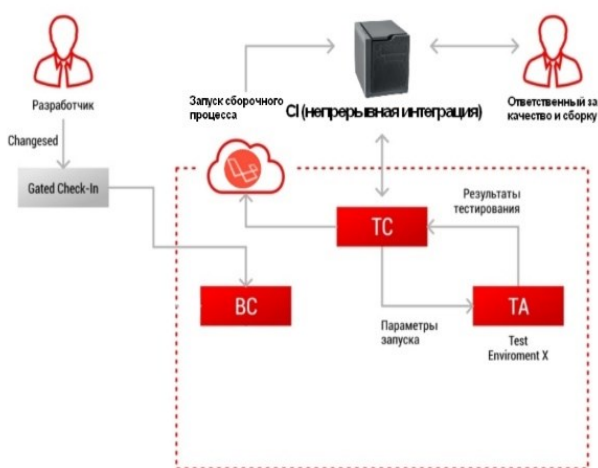 Разработчик
Changesed
Gated Check-In
Запуск сборочного
процесса
CI (непрерывная интеграция)
Ответственный за
качество и сборку
TC
Результаты
тестирования
BC
Параметры
запуска
TA
Test
Enviroment X